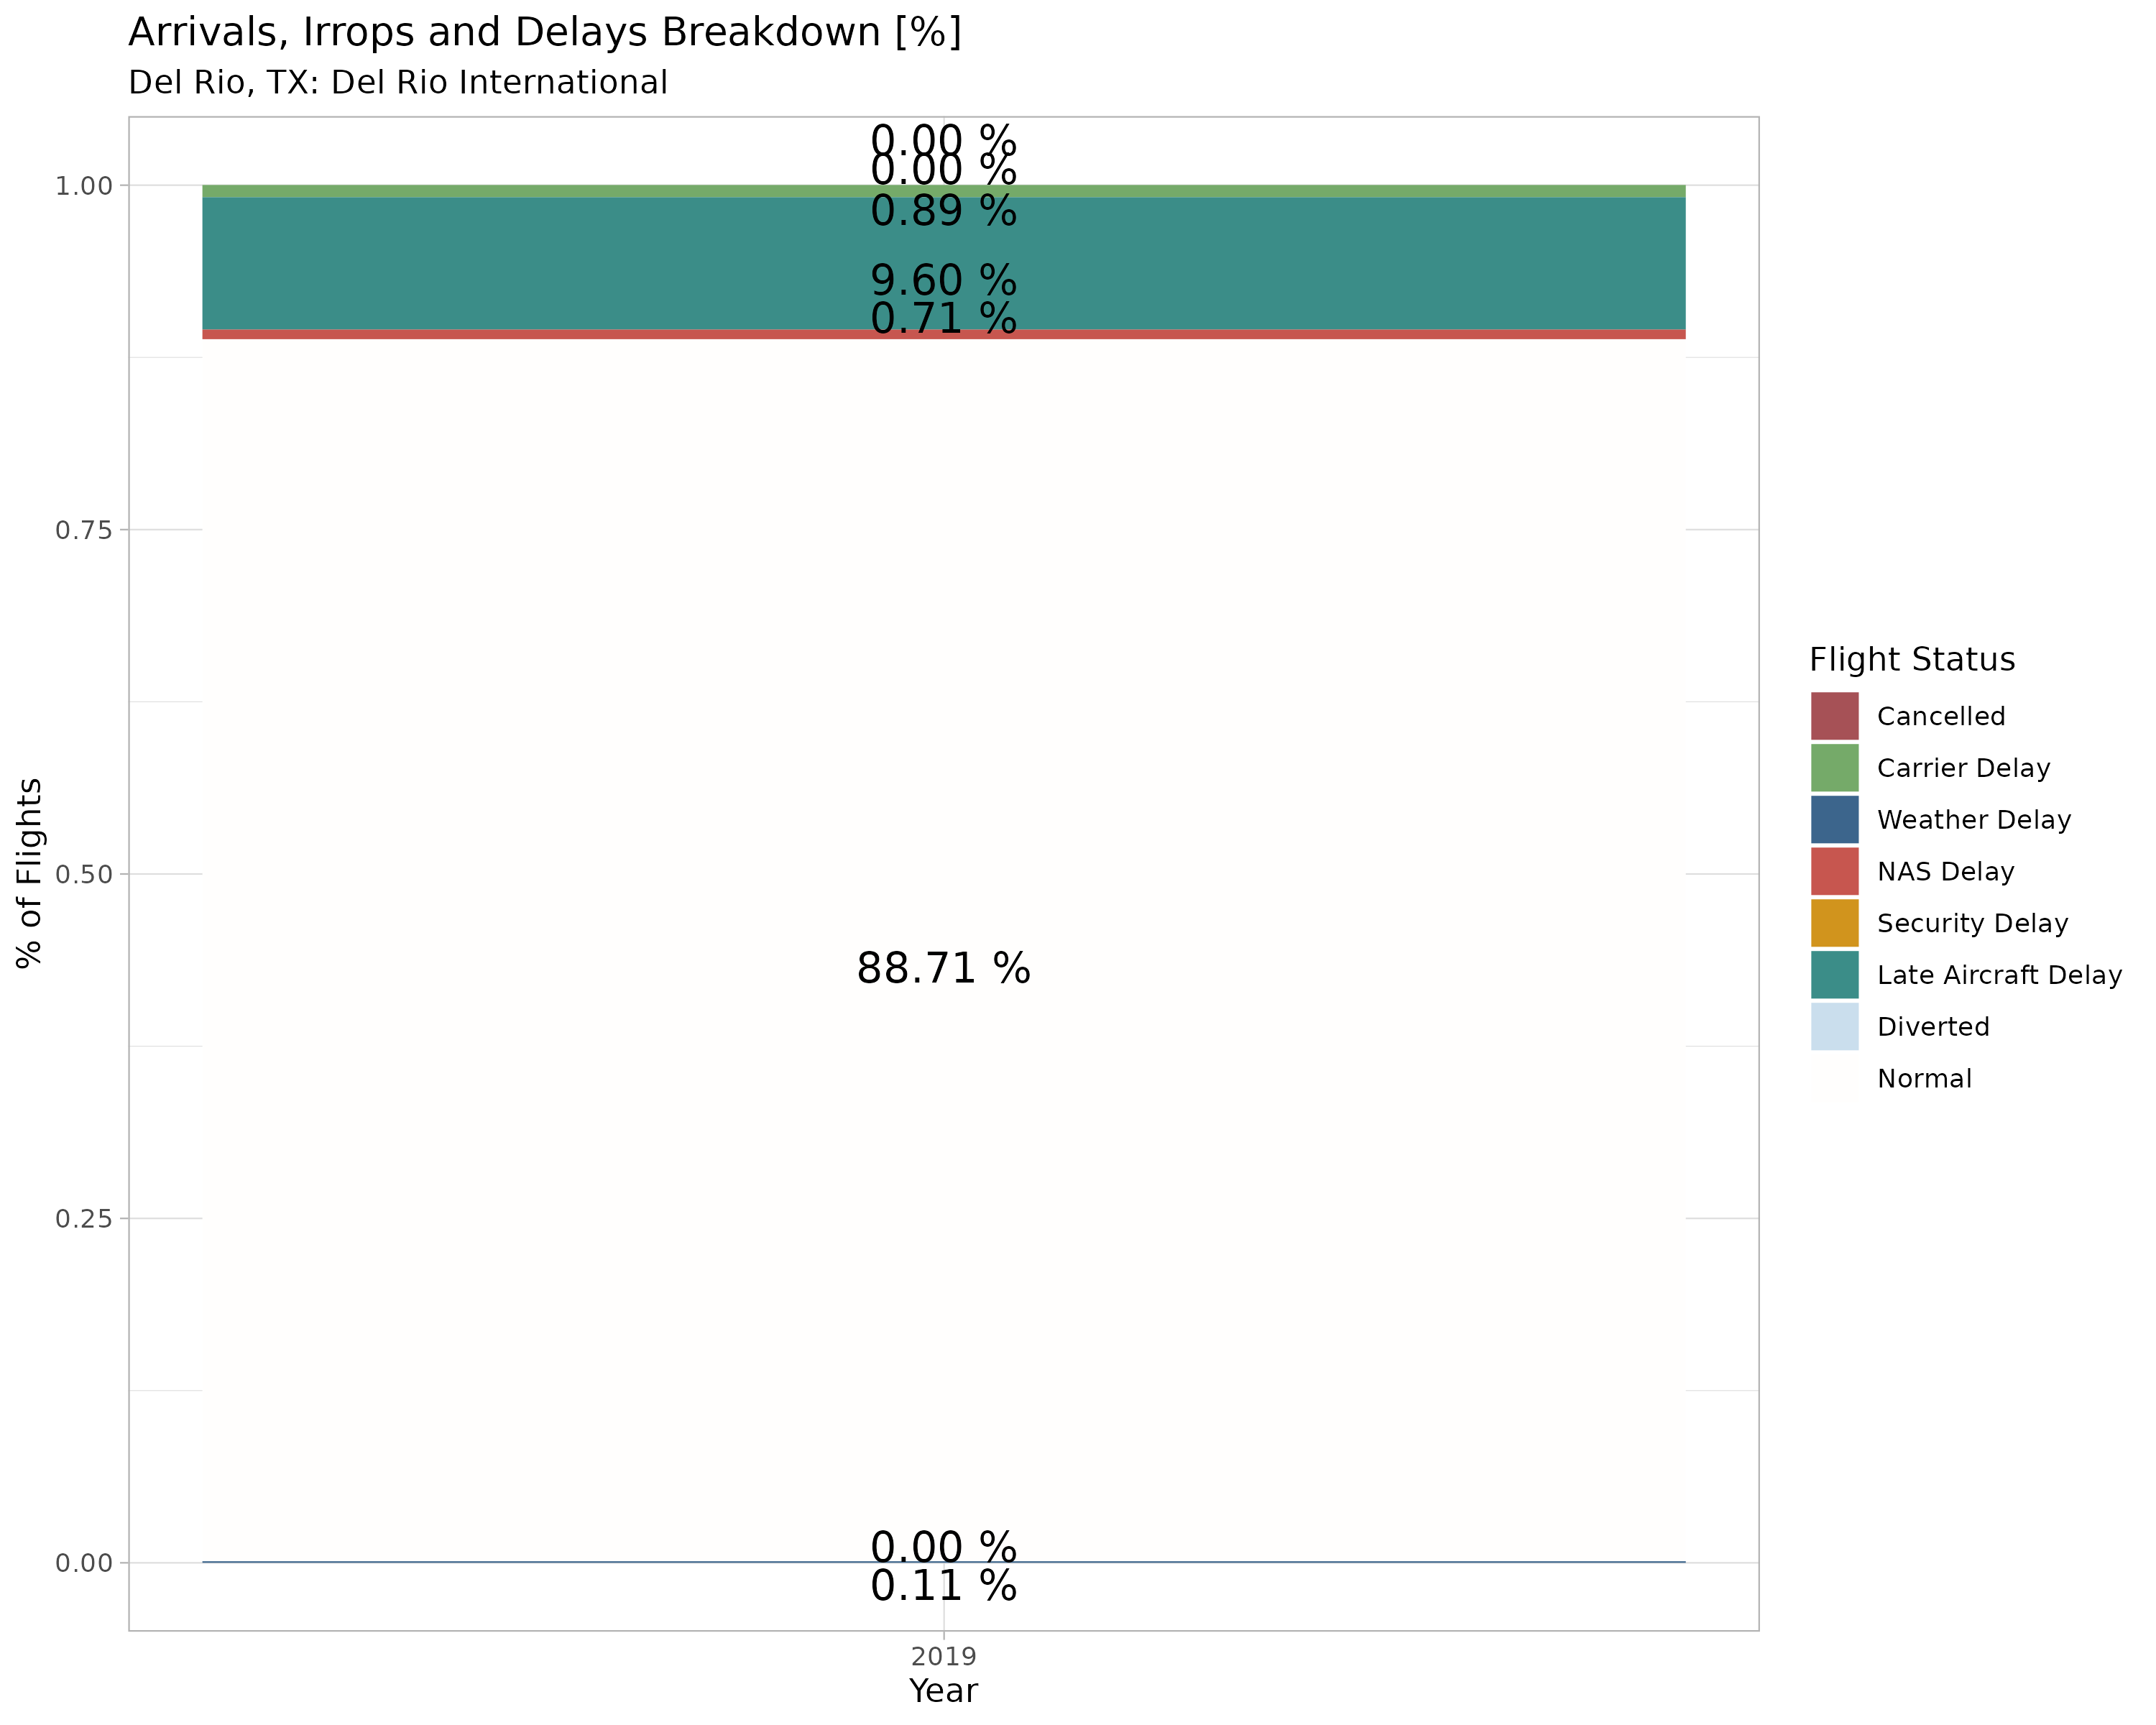 Arrivals, Irrops and Delays Breakdown [%]
Del Rio, TX: Del Rio International
0.00 %
0.00 %
1.00
0.89 %
9.60 %
0.71 %
0.75
0.50
88.71 %
0.25
0.00 %
0.00
0.11 %
2019
Year
% of Flights
Flight Status
Cancelled
Carrier Delay
Weather Delay
NAS Delay
Security Delay
Late Aircraft Delay
Diverted
Normal